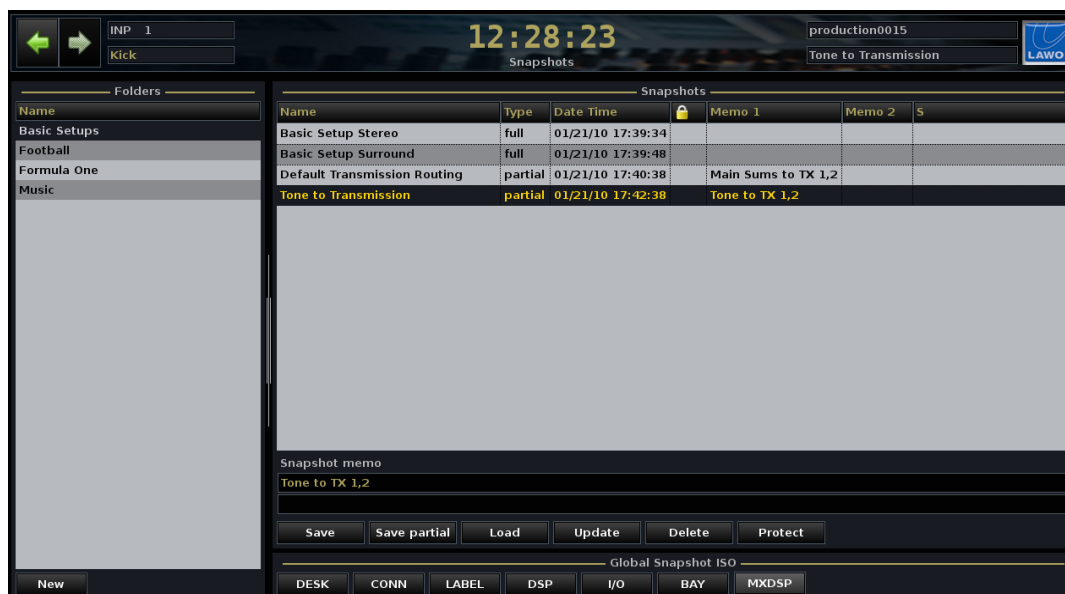 INP 1
Kick
12:28:23
Snapshots
production0015
Tone to Transmission
LAWO
Folders
Name
Basic Setups
Football
Formula One
Music
New
Snapshots
Name Type Date Time Memo 1 Memo 2 S
Basic Setup Stereo full 01/21/10 17:39:34
Basic Setup Surround full 01/21/10 17:39:48
Default Transmission Routing partial 01/21/10 17:40:38 Main Sums to TX 1,2
Tone to Transmission partial 01/21/10 17:42:38 Tone to TX 1,2
Snapshot memo
Tone to TX 1,2
Save Save partial Load Update Delete Protect
Global Snapshot ISO
DESK CONN LABEL DSP I/O BAY MXDSP